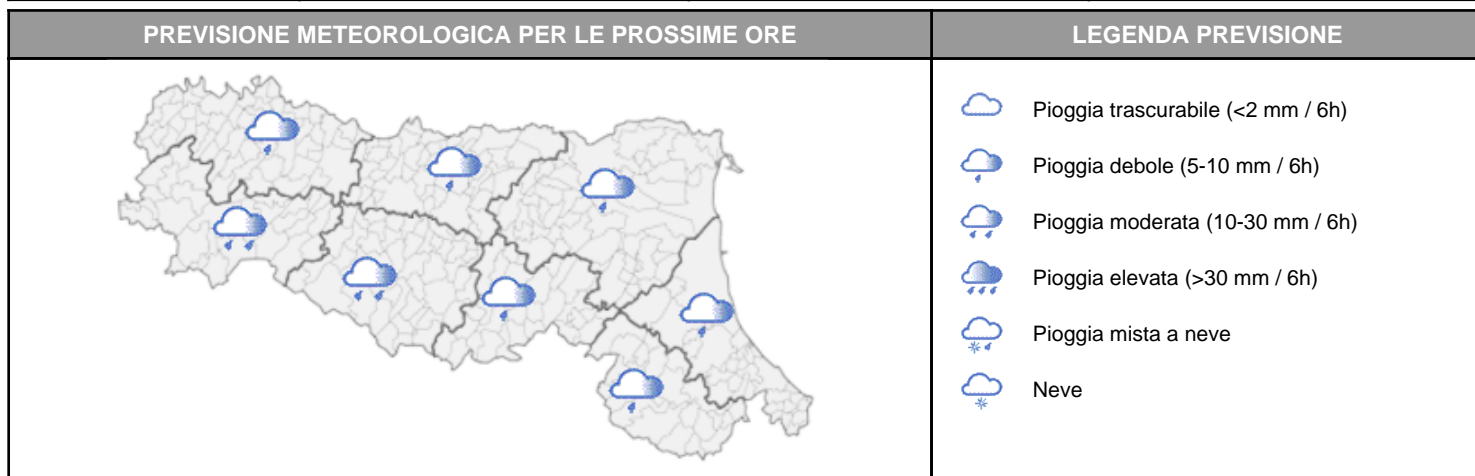 PREVISIONE METEOROLOGICA PER LE PROSSIME ORE
LEGENDA PREVISIONE
Pioggia trascurabile (<2 mm / 6h)
Pioggia debole (5-10 mm / 6h)
Pioggia moderata (10-30 mm / 6h)
Pioggia elevata (>30 mm / 6h)
Pioggia mista a neve
Neve